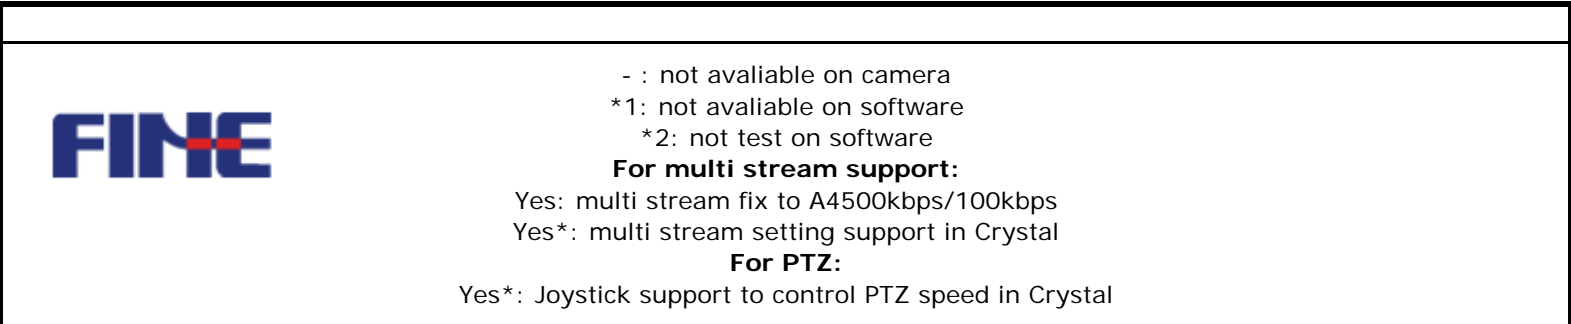 FINE
- : not avaliable on camera
*1: not avaliable on software
*2: not test on software
For multi stream support:
Yes: multi stream fix to A4500kbps/100kbps
Yes*: multi stream setting support in Crystal
For PTZ:
Yes*: Joystick support to control PTZ speed in Crystal